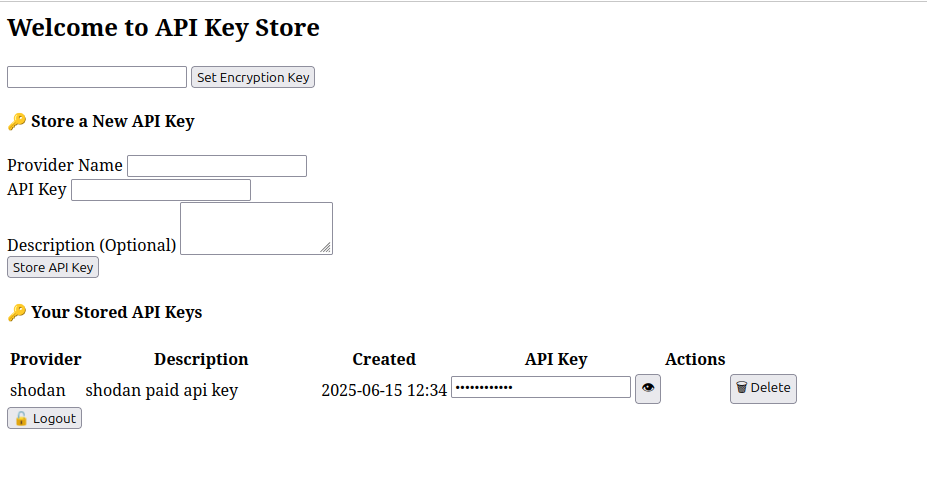 Welcome to API Key Store
Set Encryption Key
🔑 Store a New API Key
Provider Name
API Key
Description (Optional)
Store API Key
🔑 Your Stored API Keys
Provider Description Created API Key Actions
shodan shodan paid api key 2025-06-15 12:34 •••••••••••• 👁 🗑 Delete
🔓 Logout